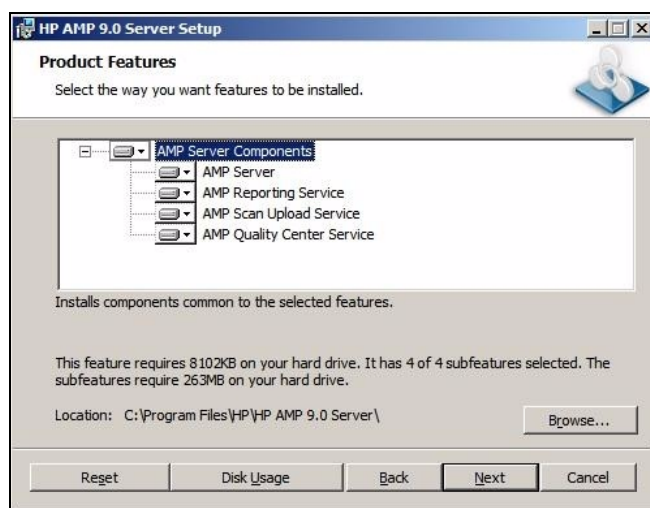 HP AMP 9.0 Server Setup
Product Features
Select the way you want features to be installed.
AMP Server Components
AMP Server
AMP Reporting Service
AMP Scan Upload Service
AMP Quality Center Service
Installs components common to the selected features.
This feature requires 8102KB on your hard drive. It has 4 of 4 subfeatures selected. The
subfeatures require 263MB on your hard drive.
Location: C:\Program Files\HP\HP AMP 9.0 Server\
Browse...
Reset Disk Usage Back Next Cancel